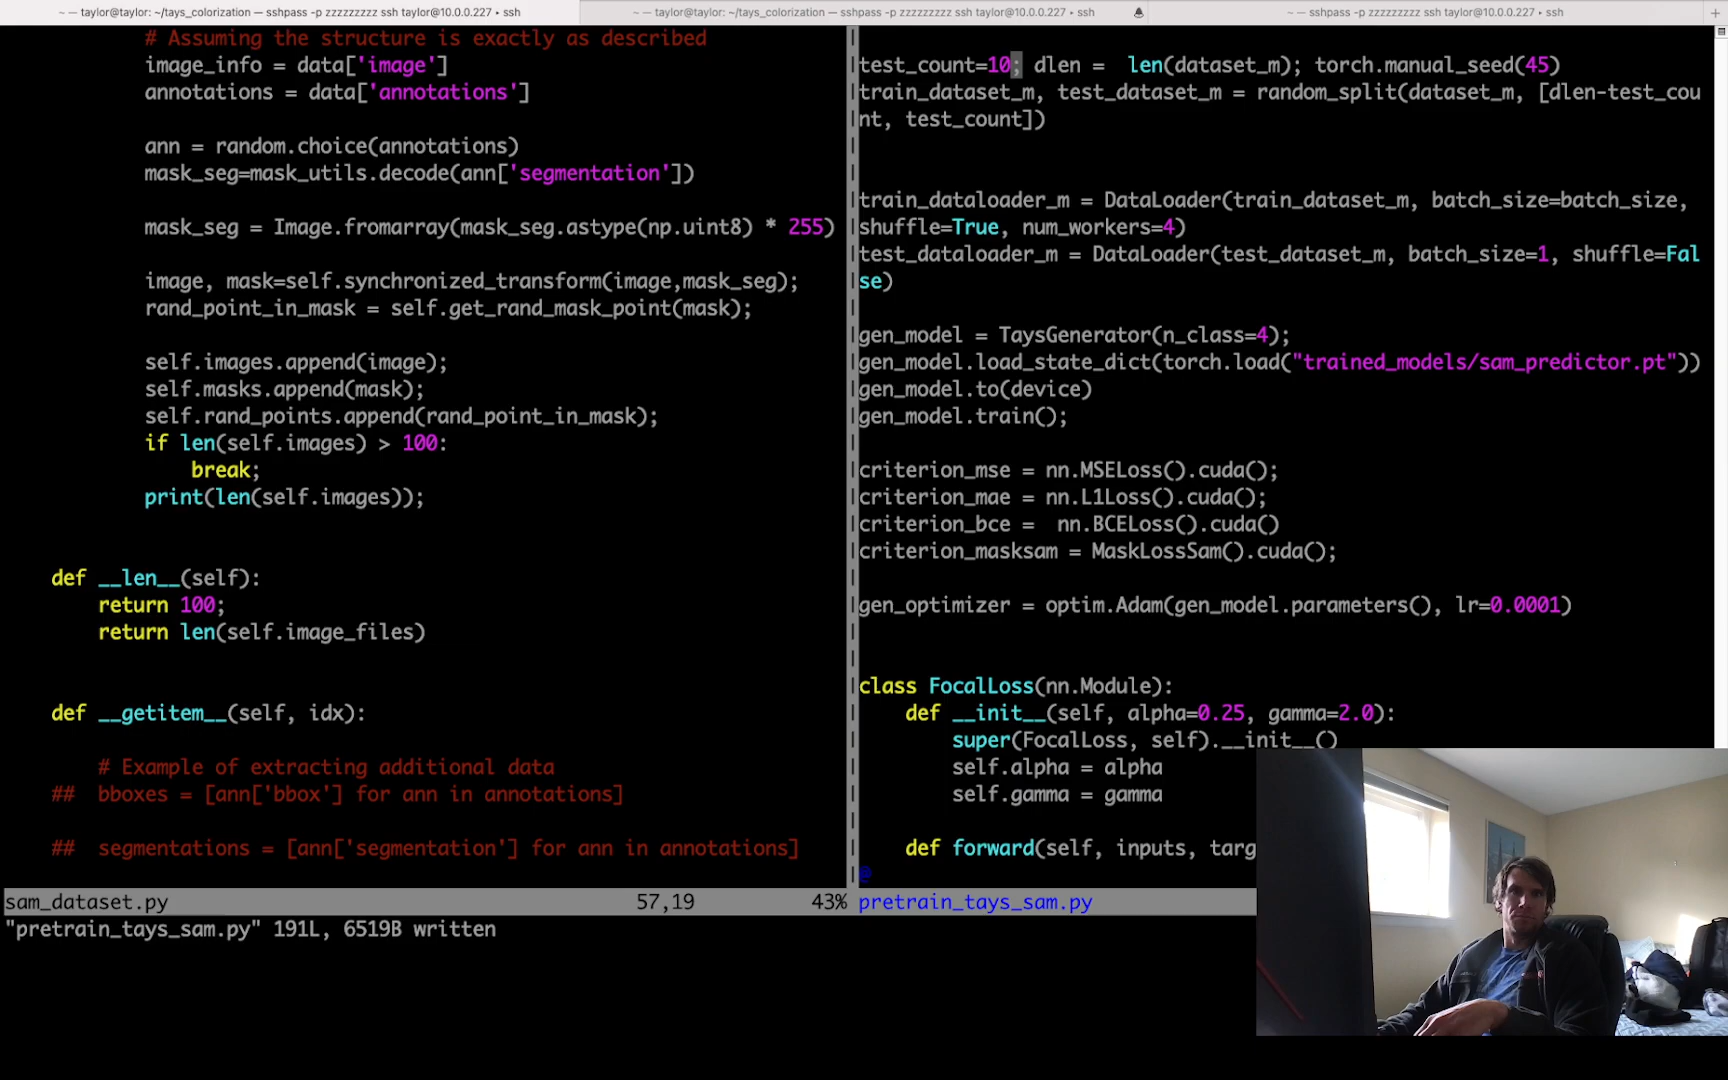 ~ — taylor@taylor: ~/tays_colorization — sshpass -p zzzzzzzzz ssh taylor@10.0.0.227 • ssh
~ — taylor@taylor: ~/tays_colorization — sshpass -p zzzzzzzzz ssh taylor@10.0.0.227 • ssh
~ — sshpass -p zzzzzzzzz ssh taylor@10.0.0.227 • ssh
# Assuming the structure is exactly as described
image_info = data['image']
annotations = data['annotations']
ann = random.choice(annotations)
mask_seg=mask_utils.decode(ann['segmentation'])
mask_seg = Image.fromarray(mask_seg.astype(np.uint8) * 255)
image, mask=self.synchronized_transform(image,mask_seg);
rand_point_in_mask = self.get_rand_mask_point(mask);
self.images.append(image);
self.masks.append(mask);
self.rand_points.append(rand_point_in_mask);
if len(self.images) > 100:
break;
print(len(self.images));
def __len__(self):
return 100;
return len(self.image_files)
def __getitem__(self, idx):
# Example of extracting additional data
## bboxes = [ann['bbox'] for ann in annotations]
## segmentations = [ann['segmentation'] for ann in annotations]
sam_dataset.py 57,19 43%
"pretrain_tays_sam.py" 191L, 6519B written
test_count=10; dlen =  len(dataset_m); torch.manual_seed(45)
train_dataset_m, test_dataset_m = random_split(dataset_m, [dlen-test_cou
nt, test_count])
train_dataloader_m = DataLoader(train_dataset_m, batch_size=batch_size,
shuffle=True, num_workers=4)
test_dataloader_m = DataLoader(test_dataset_m, batch_size=1, shuffle=Fal
se)
gen_model = TaysGenerator(n_class=4);
gen_model.load_state_dict(torch.load("trained_models/sam_predictor.pt"))
gen_model.to(device)
gen_model.train();
criterion_mse = nn.MSELoss().cuda();
criterion_mae = nn.L1Loss().cuda();
criterion_bce =  nn.BCELoss().cuda()
criterion_masksam = MaskLossSam().cuda();
gen_optimizer = optim.Adam(gen_model.parameters(), lr=0.0001)
class FocalLoss(nn.Module):
def __init__(self, alpha=0.25, gamma=2.0):
super(FocalLoss, self).__init__()
self.alpha = alpha
self.gamma = gamma
def forward(self, inputs, targ
@
pretrain_tays_sam.py